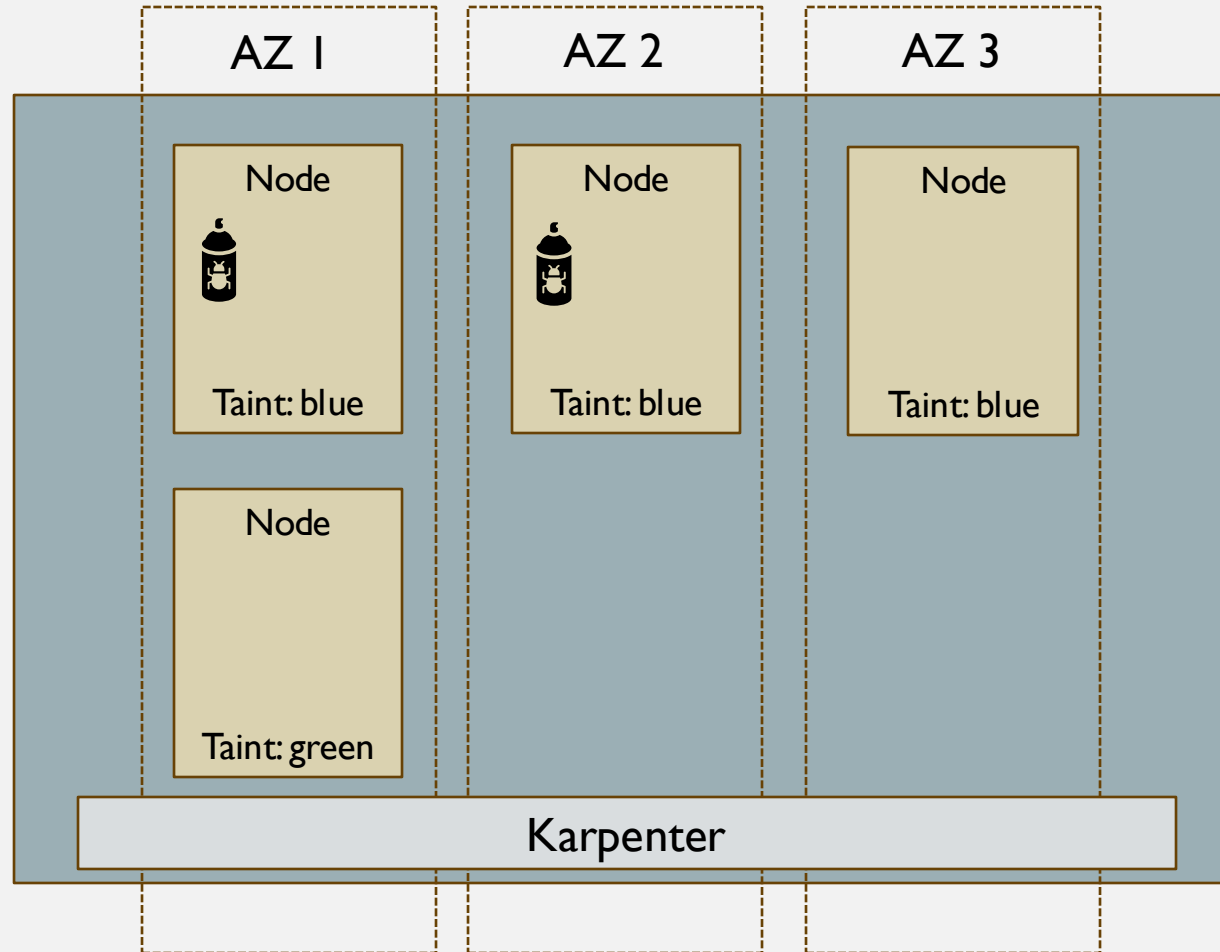 AZ 1
AZ 2
AZ 3
Node
Node
Node
Taint: blue
Taint: blue
Taint: blue
Node
Taint: green
Karpenter